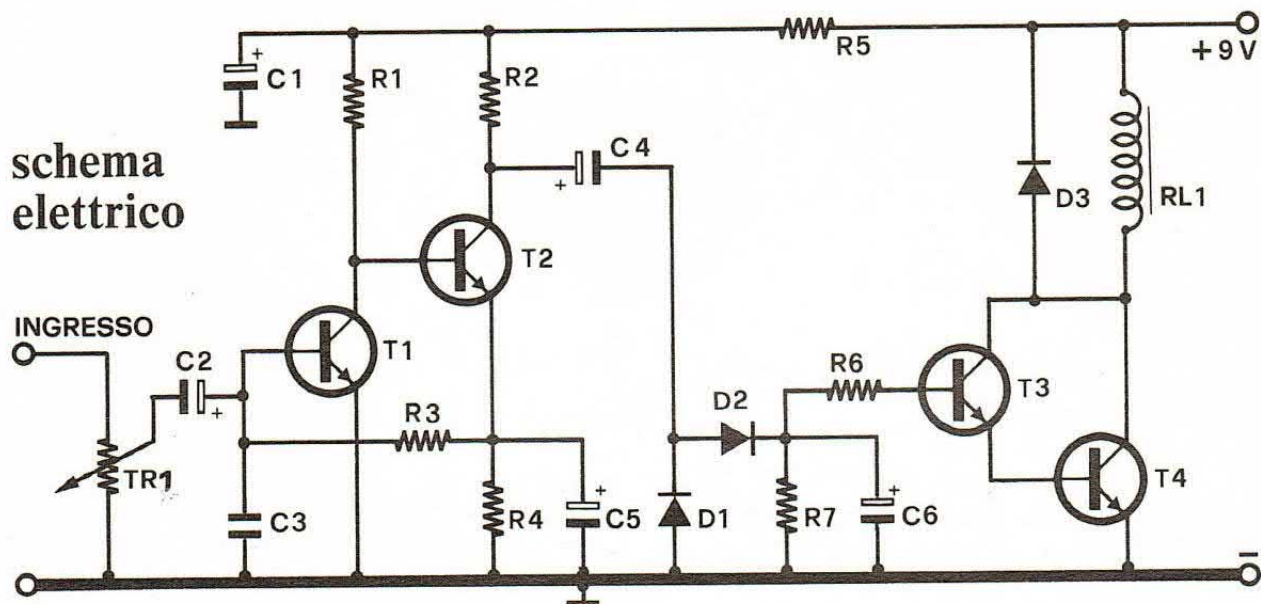 schema
elettrico
INGRESSO
TR1
C2
+
C3
C1
+
R1
R2
T1
T2
R3
R4
C5
+
C4
+
D1
D2
R5
R6
R7
C6
+
D3
RL1
T3
T4
+9V
−